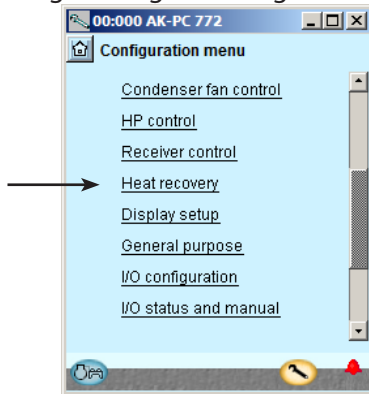 00:000 AK-PC 772
Configuration menu
Condenser fan control
HP control
Receiver control
Heat recovery
Display setup
General purpose
I/O configuration
I/O status and manual